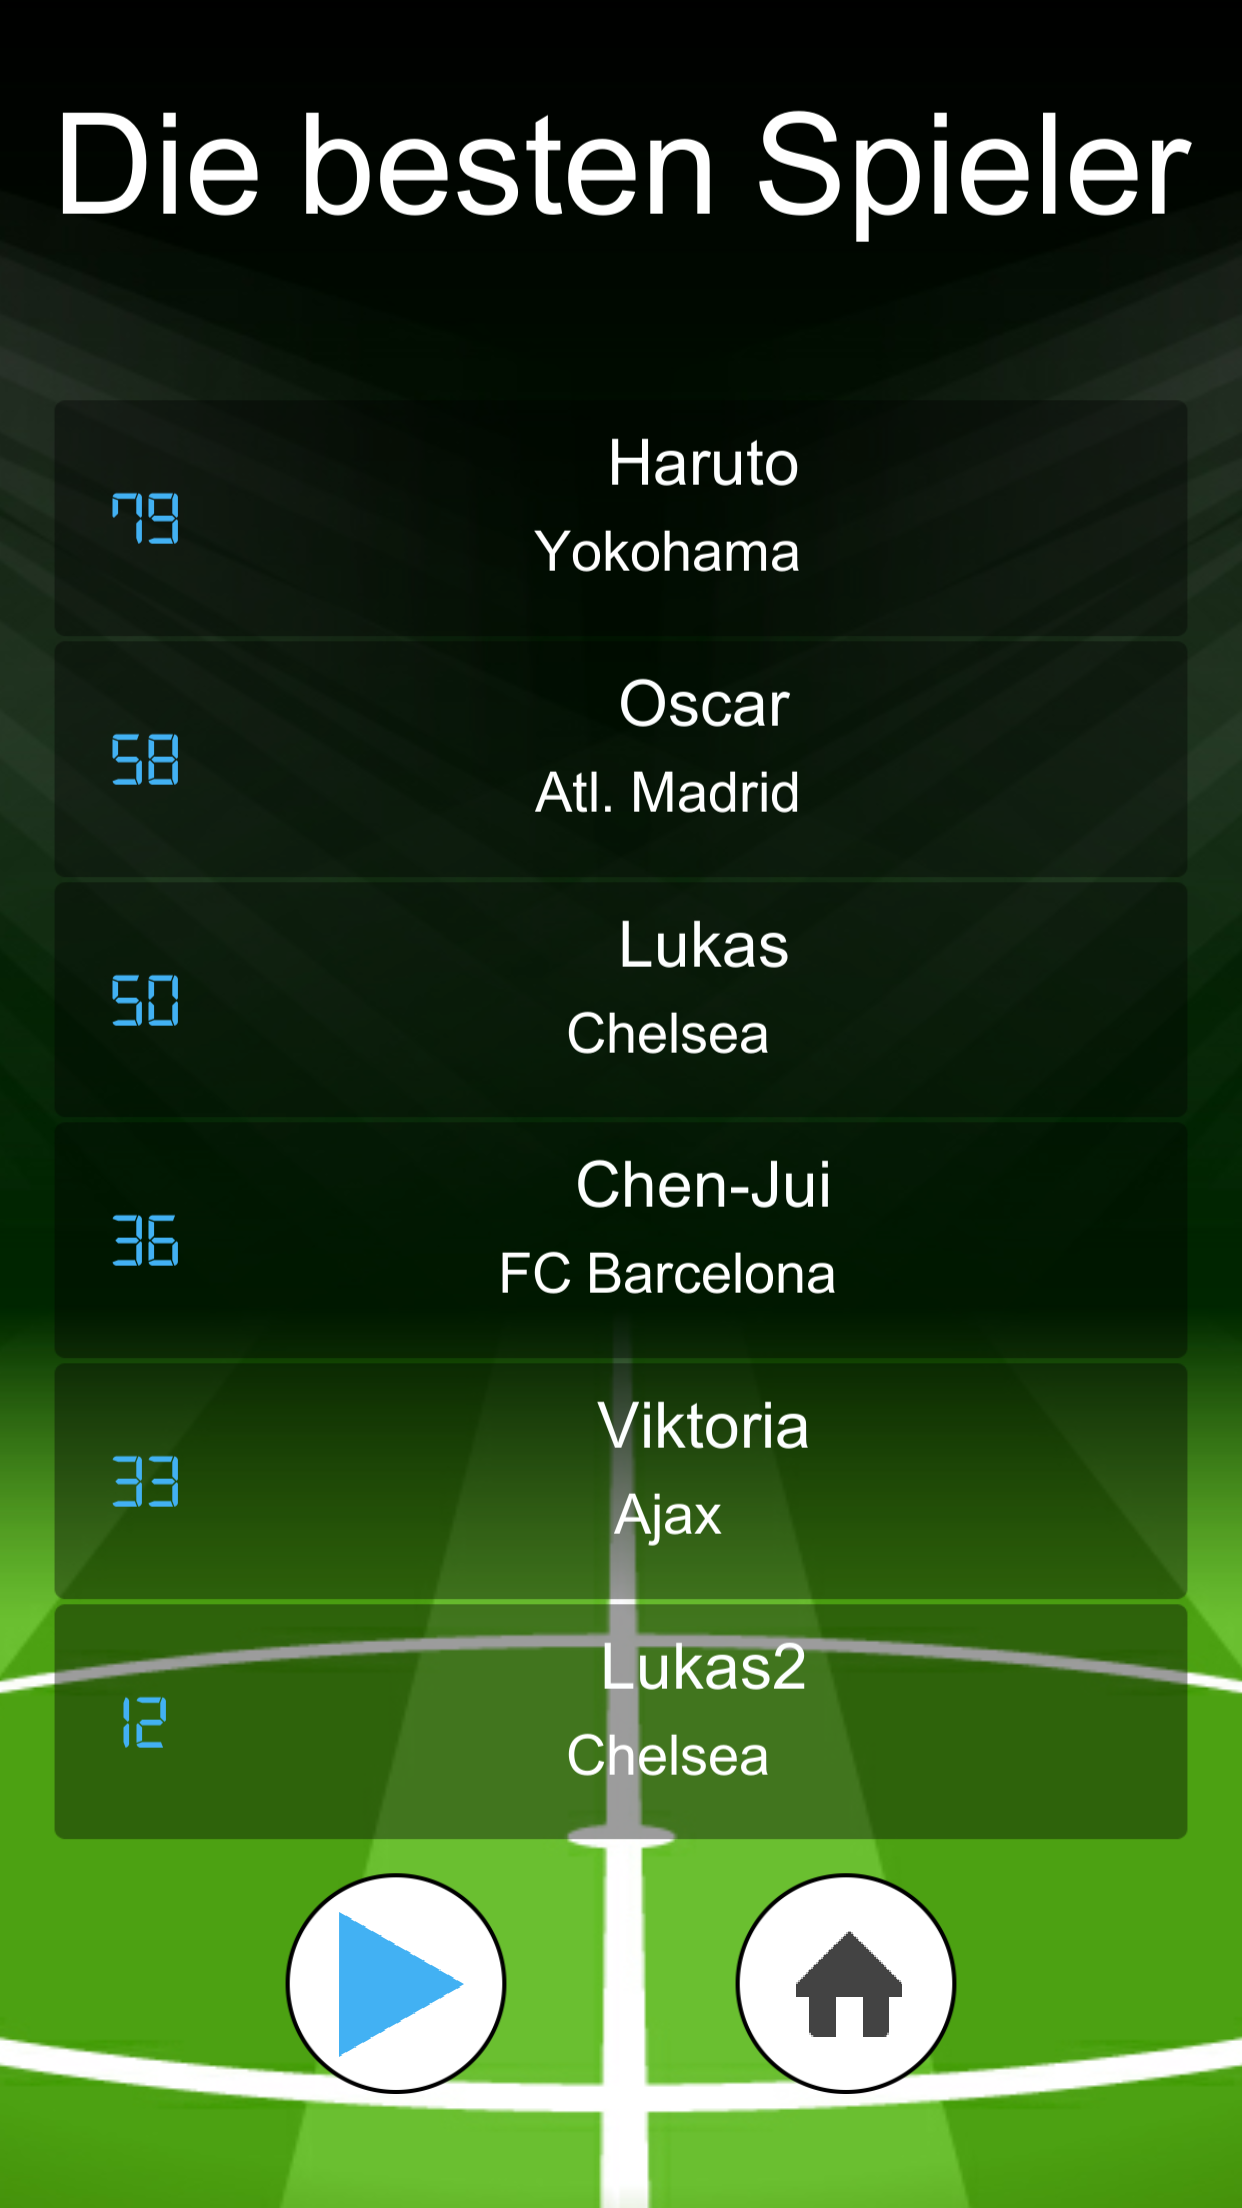 Die besten Spieler
79
Haruto
Yokohama
58
Oscar
Atl. Madrid
50
Lukas
Chelsea
36
Chen-Jui
FC Barcelona
33
Viktoria
Ajax
12
Lukas2
Chelsea